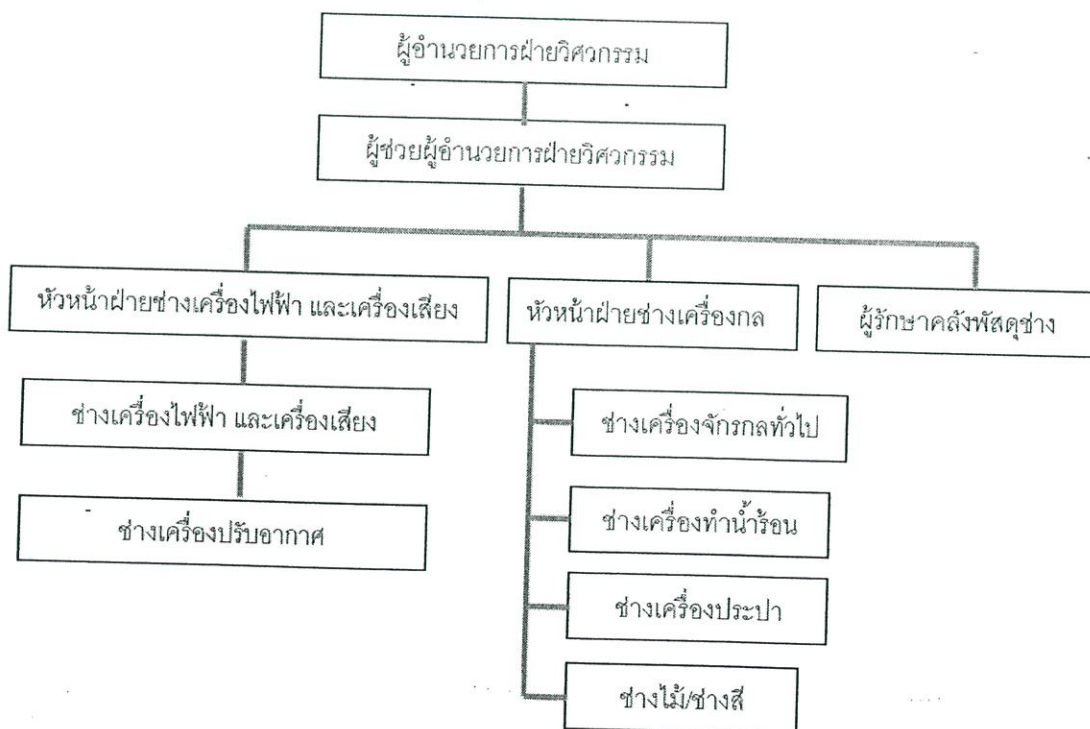 ผู้อำนวยการฝ่ายวิศวกรรม
ผู้ช่วยผู้อำนวยการฝ่ายวิศวกรรม
หัวหน้าฝ่ายช่างเครื่องไฟฟ้า และเครื่องเสียง
หัวหน้าฝ่ายช่างเครื่องกล
ผู้รักษาคลังพัสดุช่าง
ช่างเครื่องไฟฟ้า และเครื่องเสียง
ช่างเครื่องปรับอากาศ
ช่างเครื่องจักรกลทั่วไป
ช่างเครื่องทำน้ำร้อน
ช่างเครื่องประปา
ช่างไม้/ช่างสี